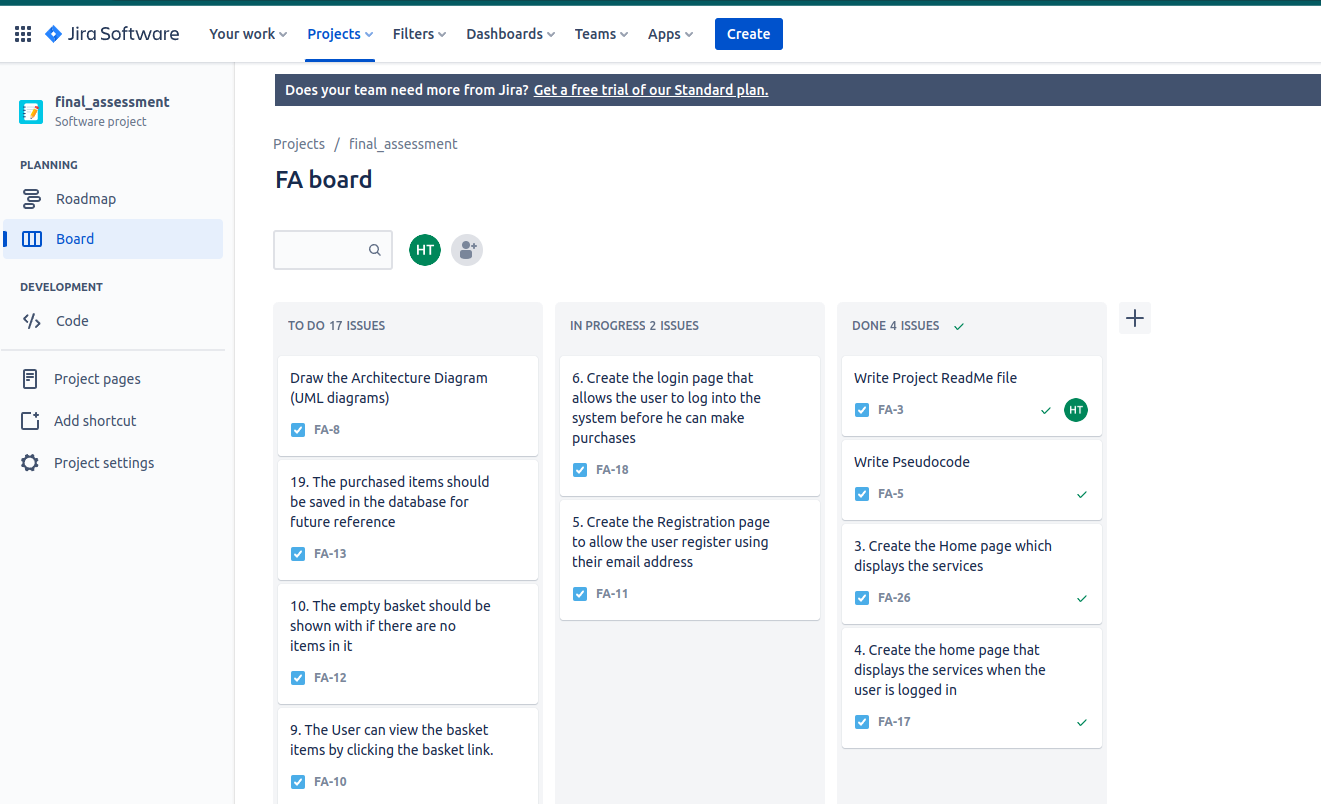 Jira Software
Your work
Projects
Filters
Dashboards
Teams
Apps
Create
final_assessment
Software project
PLANNING
Roadmap
Board
DEVELOPMENT
Code
Project pages
Add shortcut
Project settings
Does your team need more from Jira? Get a free trial of our Standard plan.
Projects / final_assessment
FA board
HT
TO DO 17 ISSUES
Draw the Architecture Diagram
(UML diagrams)
FA-8
19. The purchased items should
be saved in the database for
future reference
FA-13
10. The empty basket should be
shown with if there are no
items in it
FA-12
9. The User can view the basket
items by clicking the basket link.
FA-10
IN PROGRESS 2 ISSUES
6. Create the login page that
allows the user to log into the
system before he can make
purchases
FA-18
5. Create the Registration page
to allow the user register using
their email address
FA-11
DONE 4 ISSUES
Write Project ReadMe file
FA-3
HT
Write Pseudocode
FA-5
3. Create the Home page which
displays the services
FA-26
4. Create the home page that
displays the services when the
user is logged in
FA-17